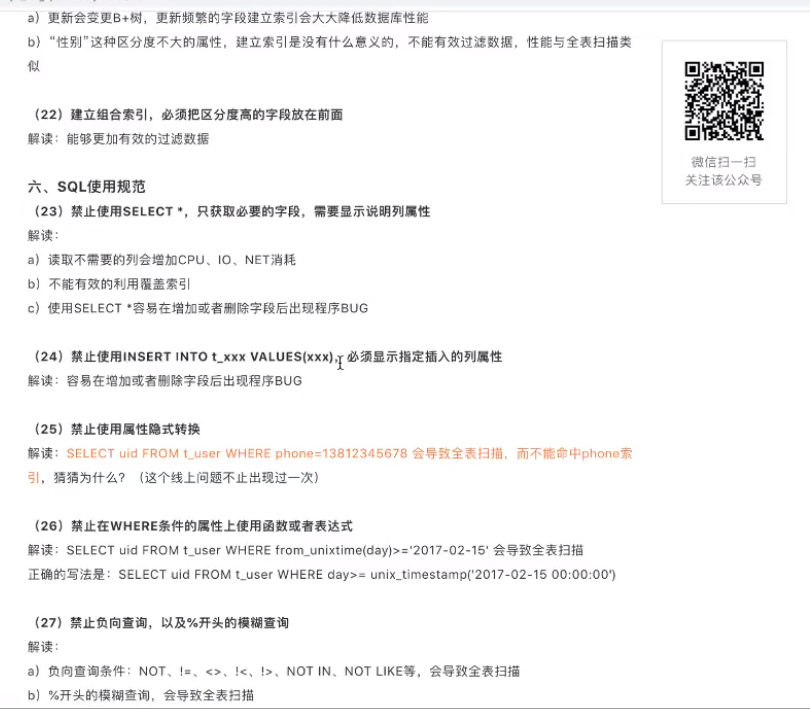 a）更新会变更B+树，更新频繁的字段建立索引会大大降低数据库性能
b）“性别”这种区分度不大的属性，建立索引是没有什么意义的，不能有效过滤数据，性能与全表扫描类
似
（22）建立组合索引，必须把区分度高的字段放在前面
解读：能够更加有效的过滤数据
六、SQL使用规范
（23）禁止使用SELECT *，只获取必要的字段，需要显示说明列属性
解读：
a）读取不需要的列会增加CPU、IO、NET消耗
b）不能有效的利用覆盖索引
c）使用SELECT *容易在增加或者删除字段后出现程序BUG
（24）禁止使用INSERT INTO t_xxx VALUES(xxx)，必须显示指定插入的列属性
解读：容易在增加或者删除字段后出现程序BUG
（25）禁止使用属性隐式转换
解读：SELECT uid FROM t_user WHERE phone=13812345678 会导致全表扫描，而不能命中phone索
引，猜猜为什么？（这个线上问题不止出现过一次）
（26）禁止在WHERE条件的属性上使用函数或者表达式
解读：SELECT uid FROM t_user WHERE from_unixtime(day)>='2017-02-15' 会导致全表扫描
正确的写法是：SELECT uid FROM t_user WHERE day>= unix_timestamp('2017-02-15 00:00:00')
（27）禁止负向查询，以及%开头的模糊查询
解读：
a）负向查询条件：NOT、!=、<>、!<、!>、NOT IN、NOT LIKE等，会导致全表扫描
b）%开头的模糊查询，会导致全表扫描
微信扫一扫
关注该公众号